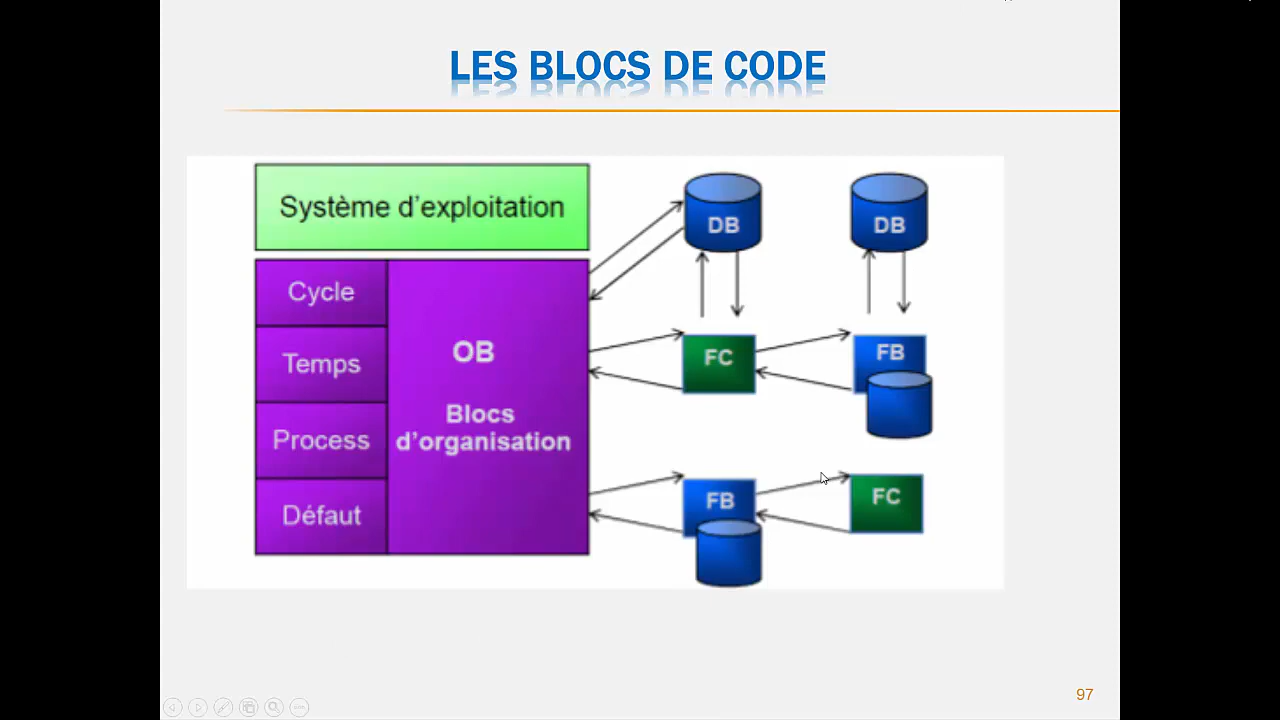 LES BLOCS DE CODE
Système d'exploitation
Cycle
Temps
Process
Défaut
OB
Blocs
d'organisation
DB
DB
FC
FB
FB
FC
97